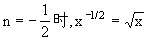 n = −1/2 时, x^{-1/2} = √x